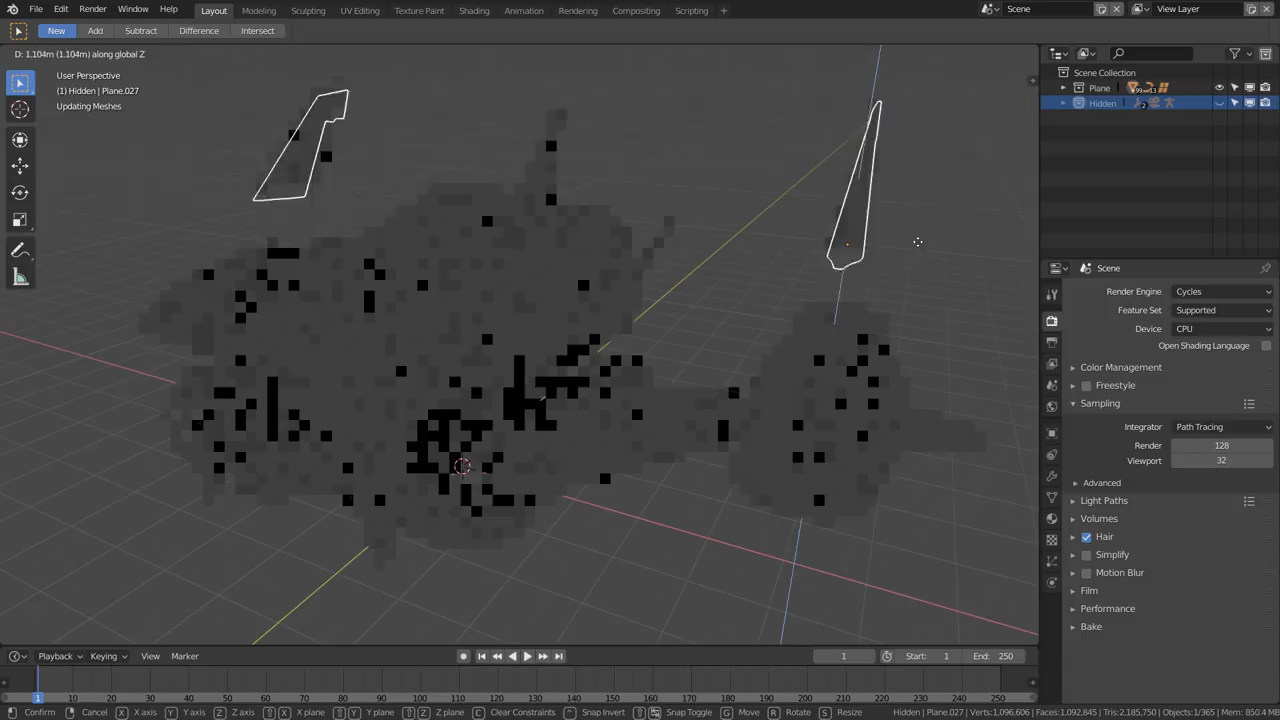 File Edit Render Window Help Layout Modeling Sculpting UV Editing Texture Paint Shading Animation Rendering Compositing Scripting + Scene View Layer
New Add Subtract Difference Intersect
D: 1.104m (1.104m) along global Z
User Perspective
(1) Hidden | Plane.027
Updating Meshes
Scene Collection
Plane 99 13
Hidden 2
Scene
Render Engine Cycles
Feature Set Supported
Device CPU
Open Shading Language
Color Management
Freestyle
Sampling
Integrator Path Tracing
Render 128
Viewport 32
Advanced
Light Paths
Volumes
Hair
Simplify
Motion Blur
Film
Performance
Bake
Playback Keying View Marker 1 Start: 1 End: 250
1 10 20 30 40 50 60 70 80 90 100 110 120 130 140 150 160 170 180 190 200 210 220 230 240 250
Confirm Cancel X X axis Y Y axis Z Z axis X X plane Y Y plane Z Z plane C Clear Constraints Snap Invert Snap Toggle G Move R Rotate S Resize Hidden | Plane.027 | Verts:1,096,606 | Faces:1,092,845 | Tris:2,185,750 | Objects:1/365 | Mem: 850.4 MB